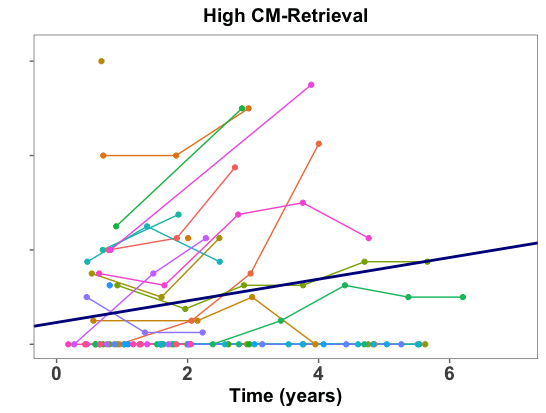 High CM-Retrieval
0 2 4 6
Time (years)